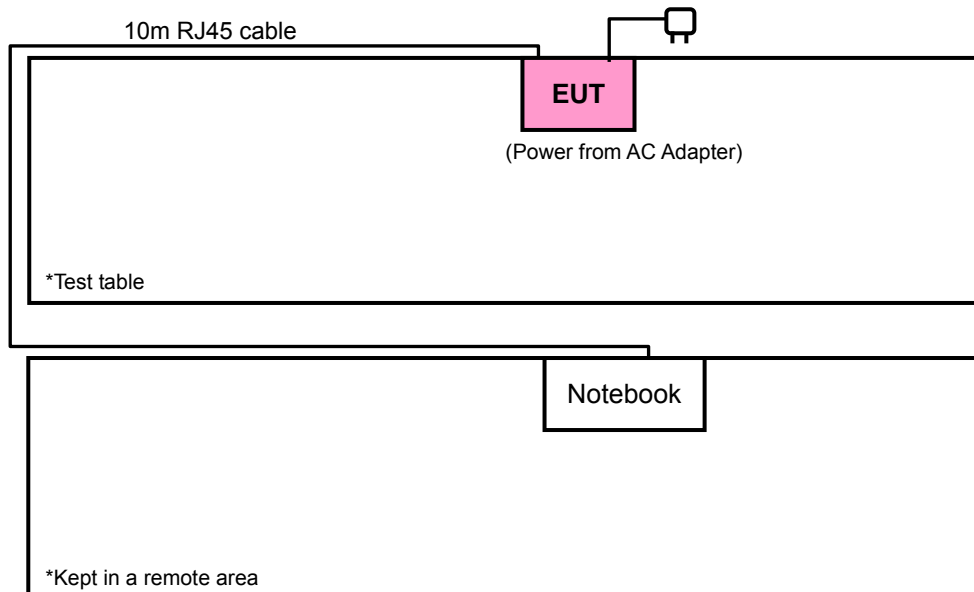 10m RJ45 cable
EUT
(Power from AC Adapter)
*Test table
Notebook
*Kept in a remote area